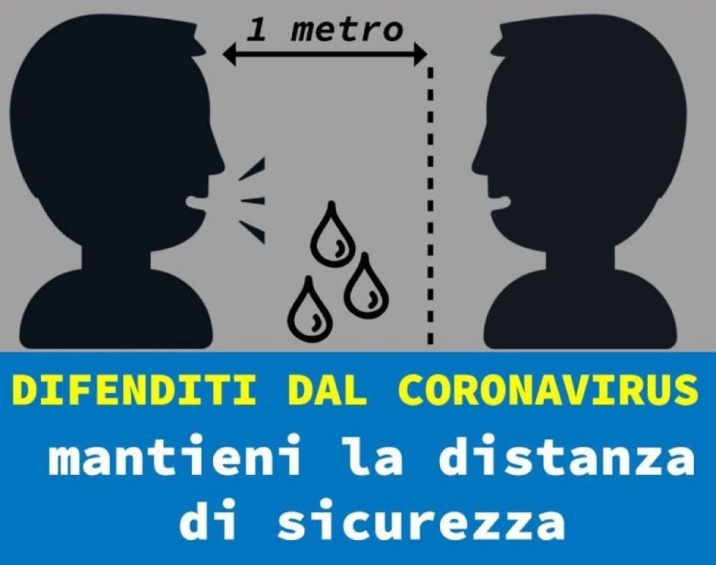 1 metro
DIFENDITI DAL CORONAVIRUS
mantieni la distanza
di sicurezza